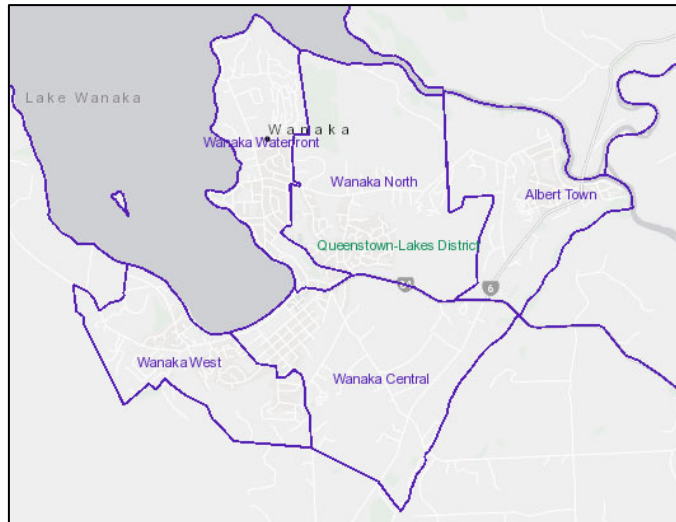 Lake Wanaka
Wanaka
Wanaka Waterfront
Wanaka North
Albert Town
Queenstown-Lakes District
6
Wanaka West
Wanaka Central